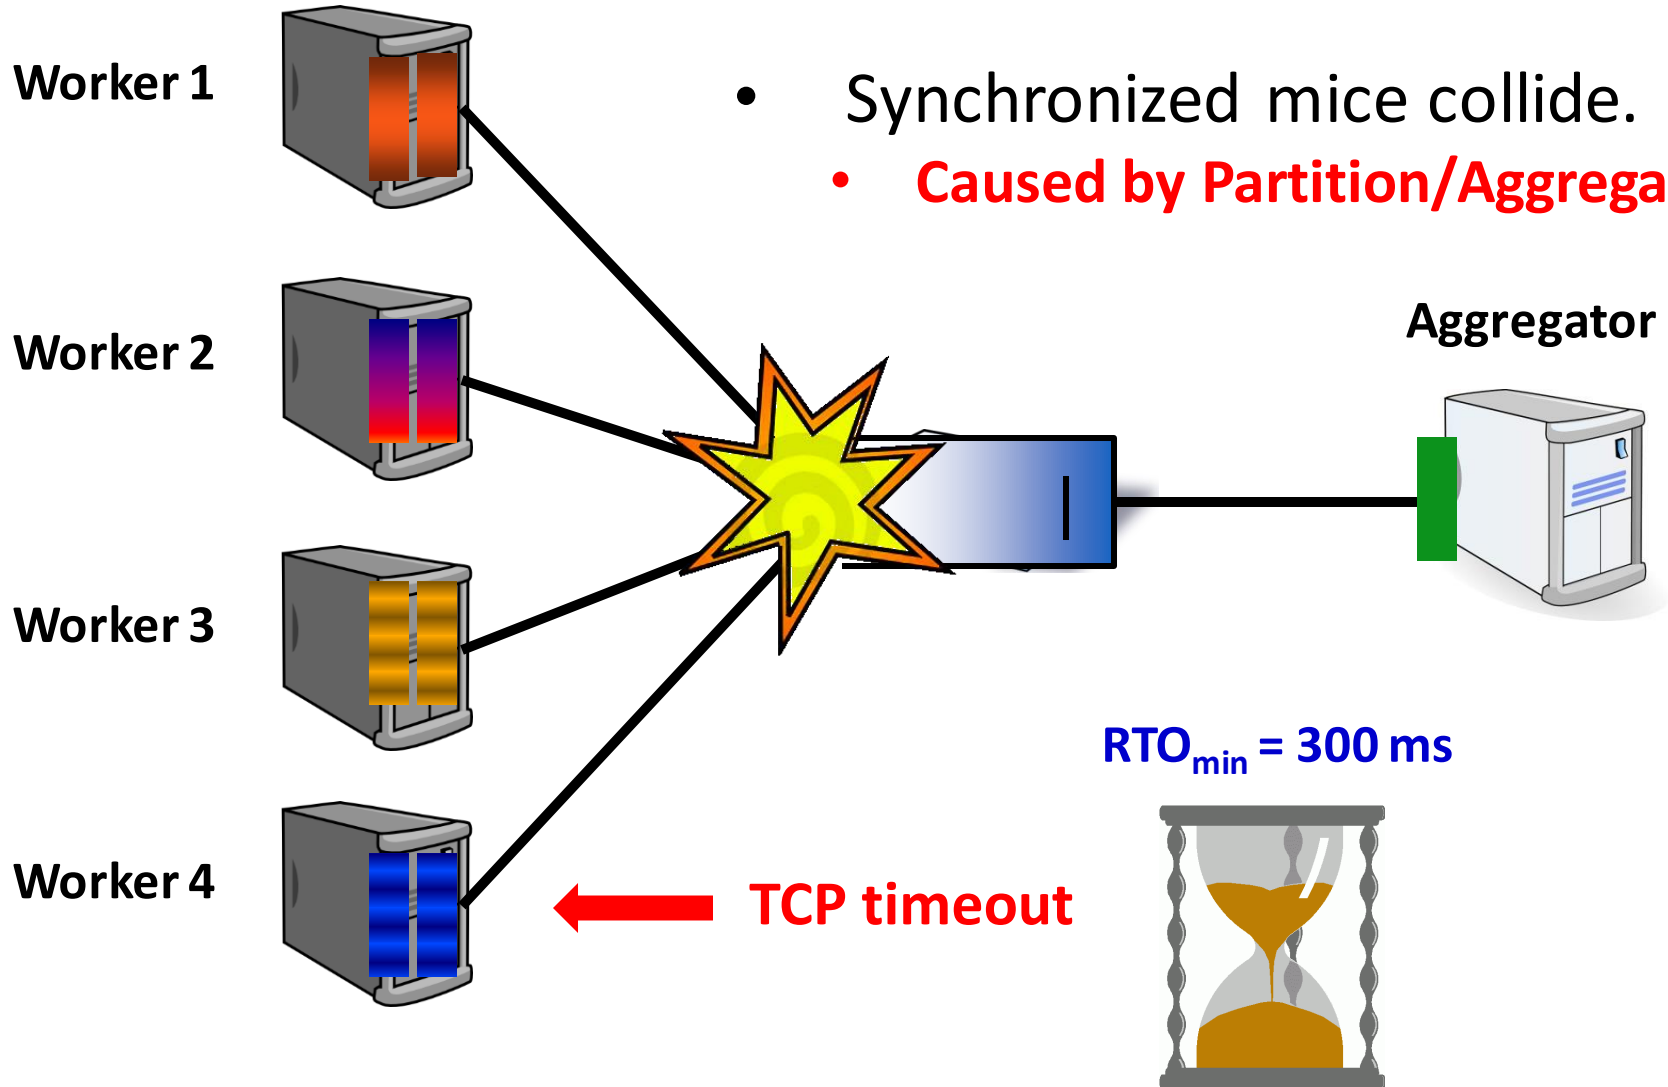 Worker 1
• Synchronized mice collide.
• Caused by Partition/Aggrega
Worker 2
Aggregator
Worker 3
RTOmin = 300 ms
Worker 4
TCP timeout